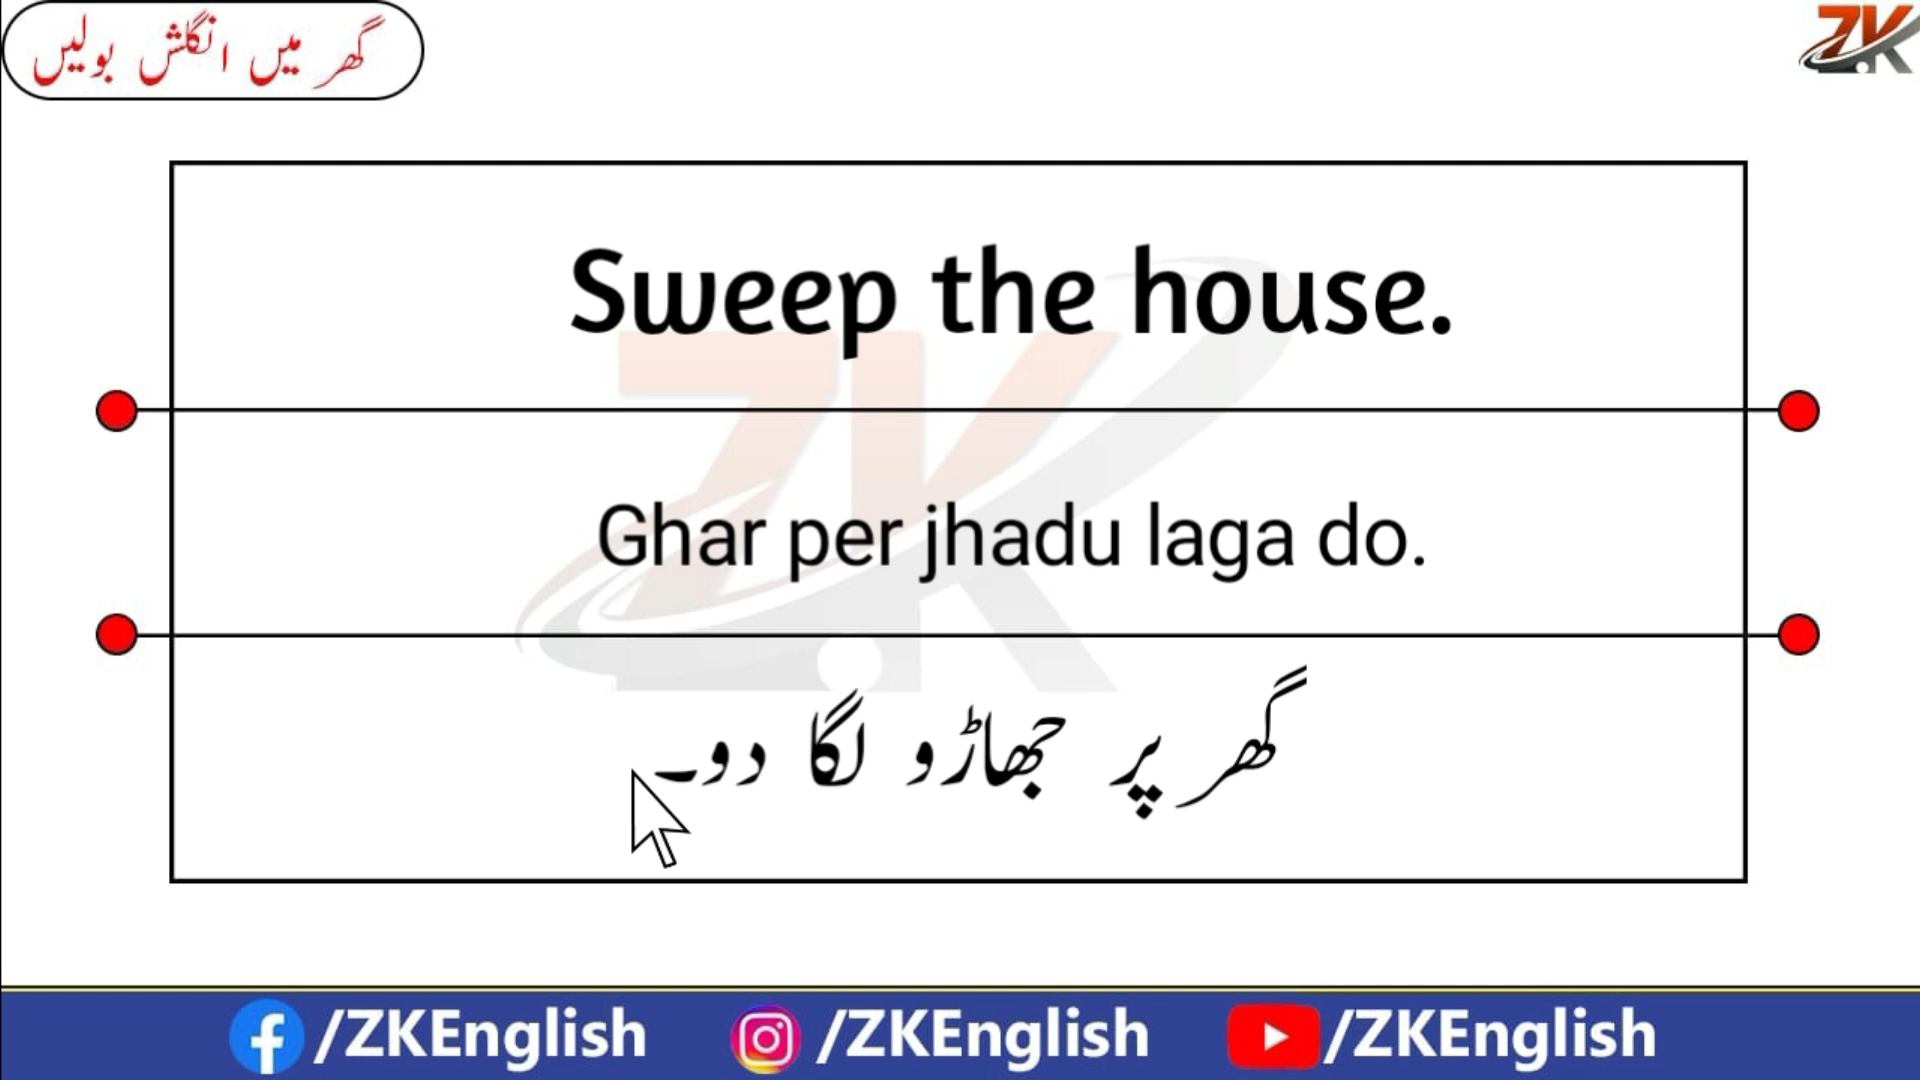 گھر میں انگلش بولیں
ZK
Sweep the house.
Ghar per jhadu laga do.
گھر پر جھاڑو لگا دو۔
/ZKEnglish /ZKEnglish /ZKEnglish